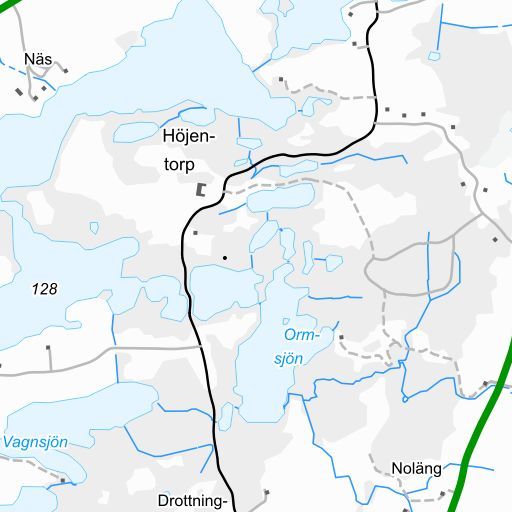 Näs
Höjen-
torp
128
Orm-
sjön
Vagnsjön
Noläng
Drottning-